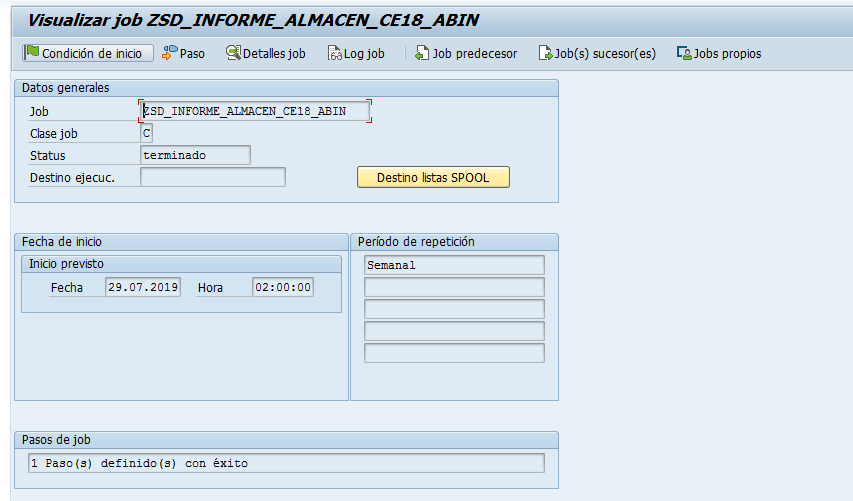 Visualizar job ZSD_INFORME_ALMACEN_CE18_ABIN
Condición de inicio Paso Detalles job Log job Job predecesor Job(s) sucesor(es) Jobs propios
Datos generales
Job ZSD_INFORME_ALMACEN_CE18_ABIN
Clase job C
Status terminado
Destino ejecuc. Destino listas SPOOL
Fecha de inicio
Inicio previsto
Fecha 29.07.2019 Hora 02:00:00
Período de repetición
Semanal
Pasos de job
1 Paso(s) definido(s) con éxito